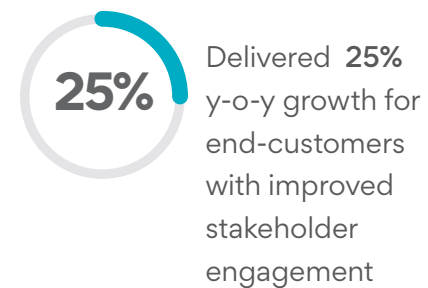 25%
Delivered 25%
y-o-y growth for
end-customers
with improved
stakeholder
engagement